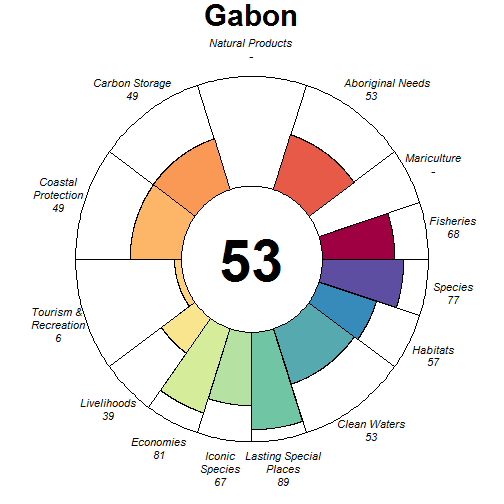 Gabon
Natural Products
-
Carbon Storage
49
Aboriginal Needs
53
Mariculture
-
Coastal
Protection
49
Fisheries
68
53
Species
77
Tourism &
Recreation
6
Habitats
57
Livelihoods
39
Clean Waters
53
Economies
81
Iconic
Species
67
Lasting Special
Places
89